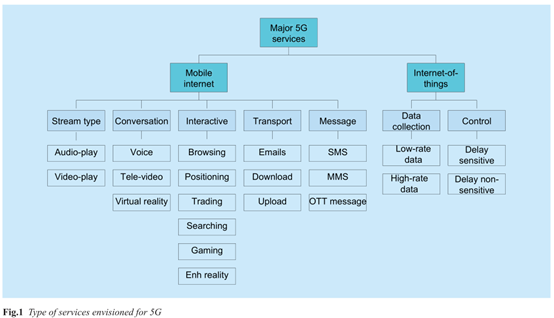 Major 5G
services
Mobile
internet
Internet-of-
things
Stream type
Conversation
Interactive
Transport
Message
Data
collection
Control
Audio-play
Voice
Browsing
Emails
SMS
Low-rate
data
Delay
sensitive
Video-play
Tele-video
Positioning
Download
MMS
High-rate
data
Delay non-
sensitive
Virtual reality
Trading
Upload
OTT message
Searching
Gaming
Enh reality
Fig.1 Type of services envisioned for 5G